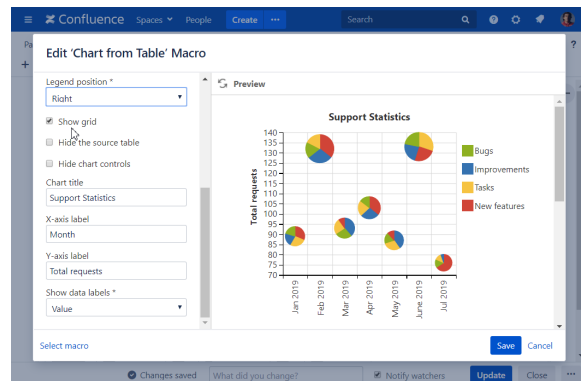 Confluence Spaces People Create ··· Search
Pa
Edit 'Chart from Table' Macro
Legend position *
Right
Show grid
Hide the source table
Hide chart controls
Chart title
Support Statistics
X-axis label
Month
Y-axis label
Total requests
Show data labels *
Value
Preview
Support Statistics
Total requests
140
135
130
125
120
115
110
105
100
95
90
85
80
75
70
Jan 2019
Feb 2019
Mar 2019
Apr 2019
May 2019
June 2019
Jul 2019
Bugs
Improvements
Tasks
New features
Select macro
Save Cancel
Changes saved What did you change? Notify watchers Update Close ···